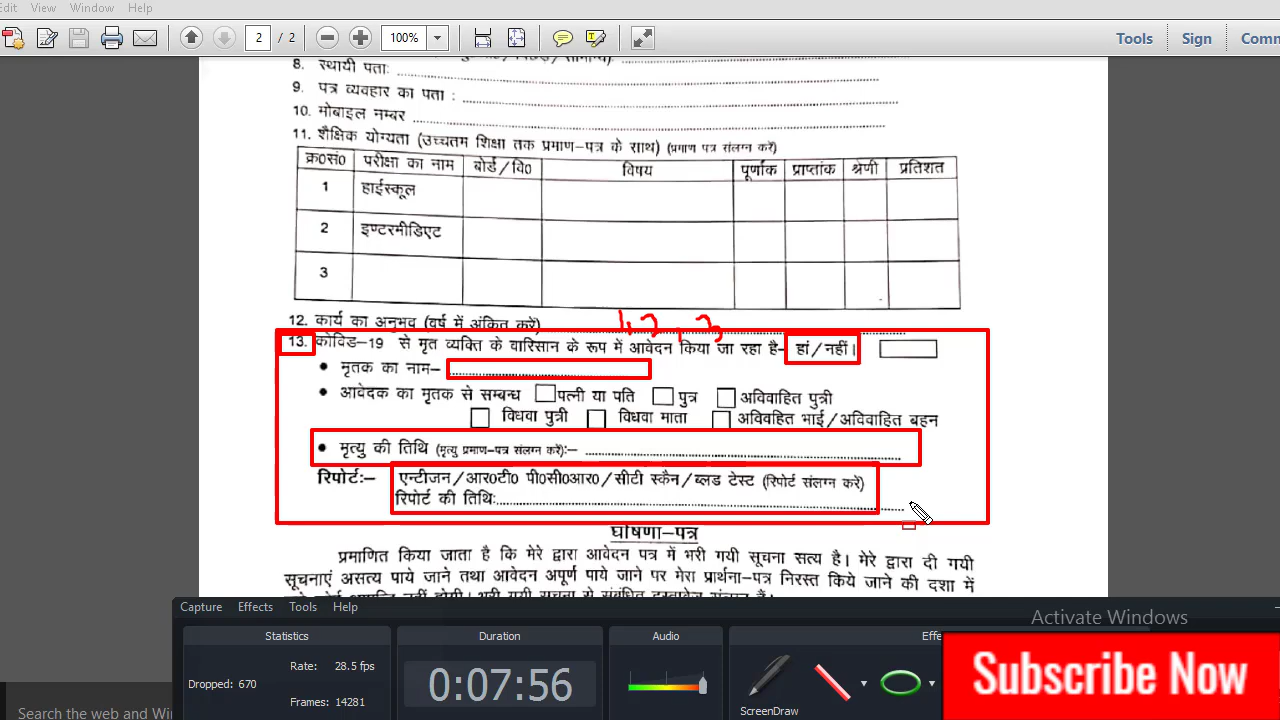 Edit View Window Help
2 / 2 100% Tools Sign Comm
8. स्थायी पताः
9. पत्र व्यवहार का पता :
10. मोबाइल नम्बर
11. शैक्षिक योग्यता (उच्चतम शिक्षा तक प्रमाण–पत्र के साथ) (प्रमाण पत्र संलग्न करें)
क्र0सं0 परीक्षा का नाम बोर्ड/वि0 विषय पूर्णांक प्राप्तांक श्रेणी प्रतिशत
1 हाईस्कूल
2 इण्टरमीडिएट
3
12. कार्य का अनुभव (वर्ष में अंकित करें)
13. कोविड–19 से मृत व्यक्ति के वारिसान के रूप में आवेदन किया जा रहा है– हां/नहीं।
• मृतक का नाम–
• आवेदक का मृतक से सम्बन्ध पत्नी या पति पुत्र अविवाहित पुत्री
विधवा पुत्री विधवा माता अविवहित भाई/अविवाहित बहन
• मृत्यु की तिथि (मृत्यु प्रमाण–पत्र संलग्न करें):–
रिपोर्टः– एन्टीजन/आर0टी0 पी0सी0आर0/सीटी स्कैन/ब्लड टेस्ट (रिपोर्ट संलग्न करें)
रिपोर्ट की तिथिः
घोषणा–पत्र
प्रमाणित किया जाता है कि मेरे द्वारा आवेदन पत्र में भरी गयी सूचना सत्य है। मेरे द्वारा दी गयी
सूचनाएं असत्य पाये जाने तथा आवेदन अपूर्ण पाये जाने पर मेरा प्रार्थना–पत्र निरस्त किये जाने की दशा में
Capture Effects Tools Help
Activate Windows
Statistics Duration Audio Effe
Rate: 28.5 fps
Dropped: 670
0:07:56
Frames: 14281
ScreenDraw
Subscribe Now
Search the web and Win